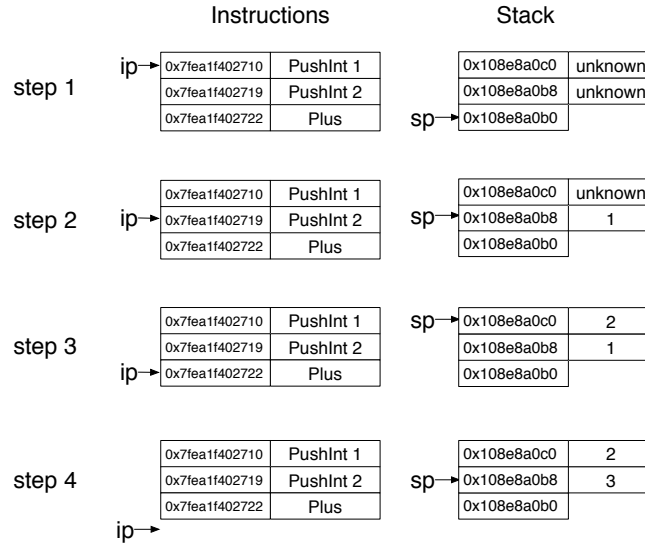 Instructions Stack
step 1
ip 0x7fea1f402710 PushInt 1 0x108e8a0c0 unknown
0x7fea1f402719 PushInt 2 0x108e8a0b8 unknown
0x7fea1f402722 Plus sp 0x108e8a0b0
step 2
0x7fea1f402710 PushInt 1 0x108e8a0c0 unknown
ip 0x7fea1f402719 PushInt 2 sp 0x108e8a0b8 1
0x7fea1f402722 Plus 0x108e8a0b0
step 3
0x7fea1f402710 PushInt 1 sp 0x108e8a0c0 2
0x7fea1f402719 PushInt 2 0x108e8a0b8 1
ip 0x7fea1f402722 Plus 0x108e8a0b0
step 4
0x7fea1f402710 PushInt 1 0x108e8a0c0 2
0x7fea1f402719 PushInt 2 sp 0x108e8a0b8 3
0x7fea1f402722 Plus 0x108e8a0b0
ip